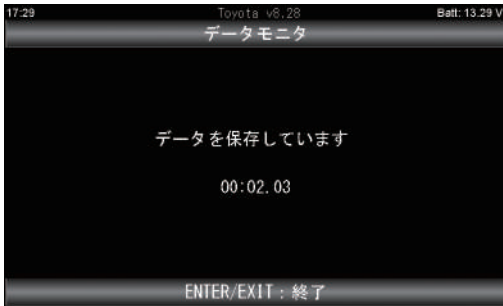 17:29 Toyota v8.28 Batt: 13.29 V
データモニタ
データを保存しています
00:02.03
ENTER/EXIT : 終了